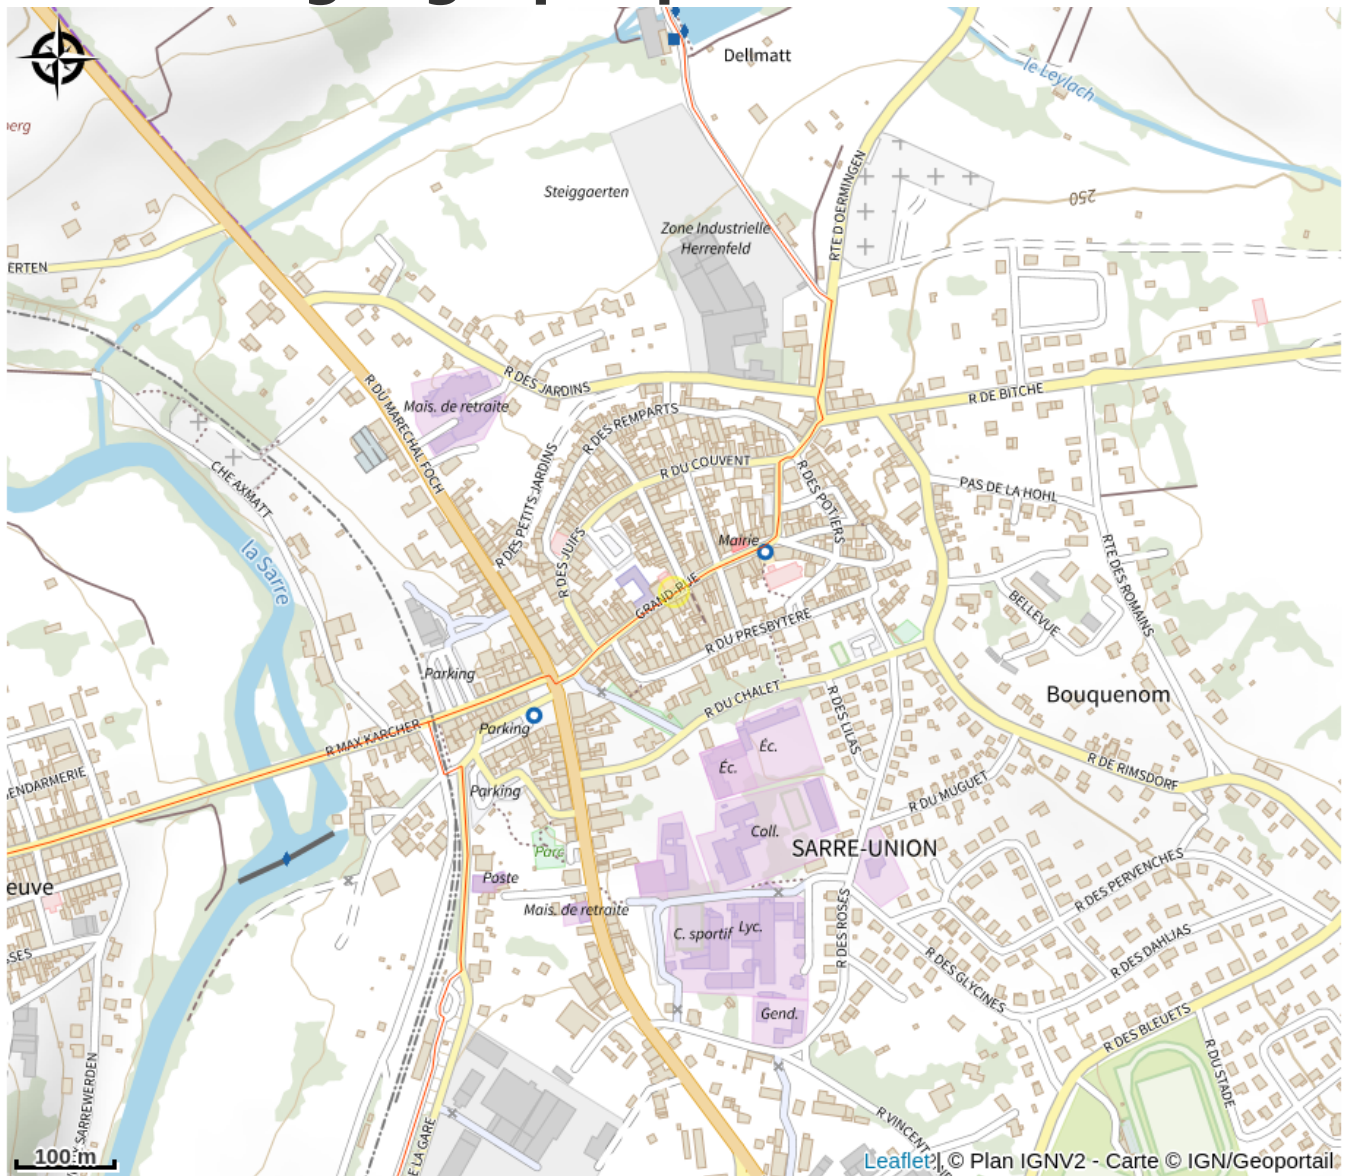 Dellmatt
le Leylach
berg
Steiggaerten
Zone Industrielle
Herrenfeld
RTE D'OERMINGEN
250
ERTEN
R DU MARECHAL FOCH
R DES JARDINS
R DE BITCHE
Mais. de retraite
R DES REMPARTS
R DU COUVENT
R DES PETITS JARDINS
R DES POTIERS
PAS DE LA HOHL
CHE AXMATT
la Sarre
Mairie
R DES JUIFS
GRAND-RUE
R DU PRESBYTERE
BELLEVUE
RTE DES ROMAINS
Parking
R DU CHALET
R DES LILAS
Bouquenom
R MAX KARCHER
Parking
Éc.
Éc.
R DE RIMSDORF
GENDARMERIE
Parking
R DU MUGUET
Coll.
SARRE-UNION
Parc
euve
Poste
R DES PERVENCHES
Mais. de retraite
C. sportif
Lyc.
R DES ROSES
R DES DAHLIAS
SSES
R DES GLYCINES
Gend.
R DES BLEUETS
R DU STADE
SARREWERDEN
E LA GARE
R VINCENT
100 m
Leaflet | © Plan IGNV2 - Carte © IGN/Geoportail